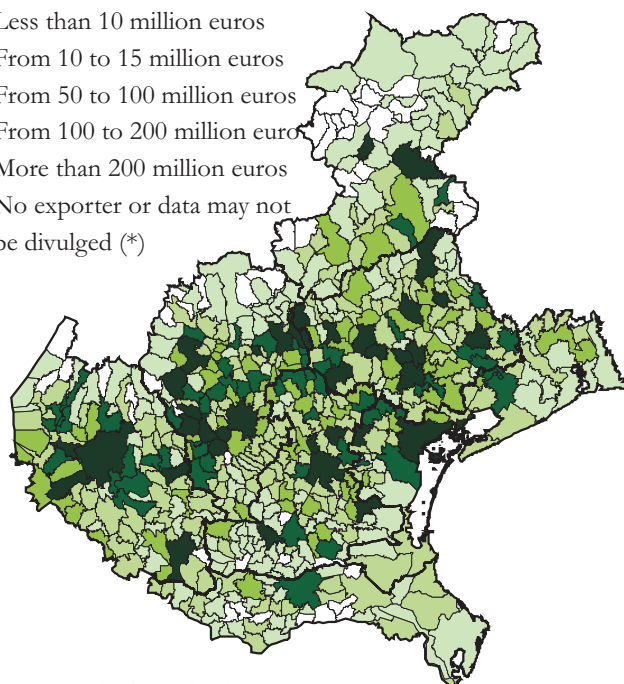 Less than 10 million euros
From 10 to 15 million euros
From 50 to 100 million euros
From 100 to 200 million euro
More than 200 million euros
No exporter or data may not
be divulged (*)